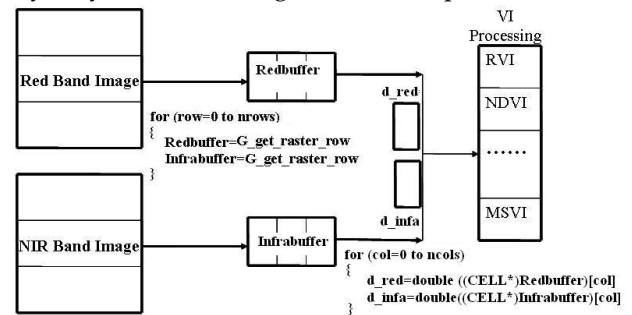 VI
Processing
Red Band Image
Redbuffer
RVI
NDVI
......
MSVI
d_red
for (row=0 to nrows)
{
Redbuffer=G_get_raster_row
Infrabuffer=G_get_raster_row
}
d_infa
NIR Band Image
Infrabuffer
for (col=0 to ncols)
{
d_red=double ((CELL*)Redbuffer)[col]
d_infa=double((CELL*)Infrabuffer)[col]
}